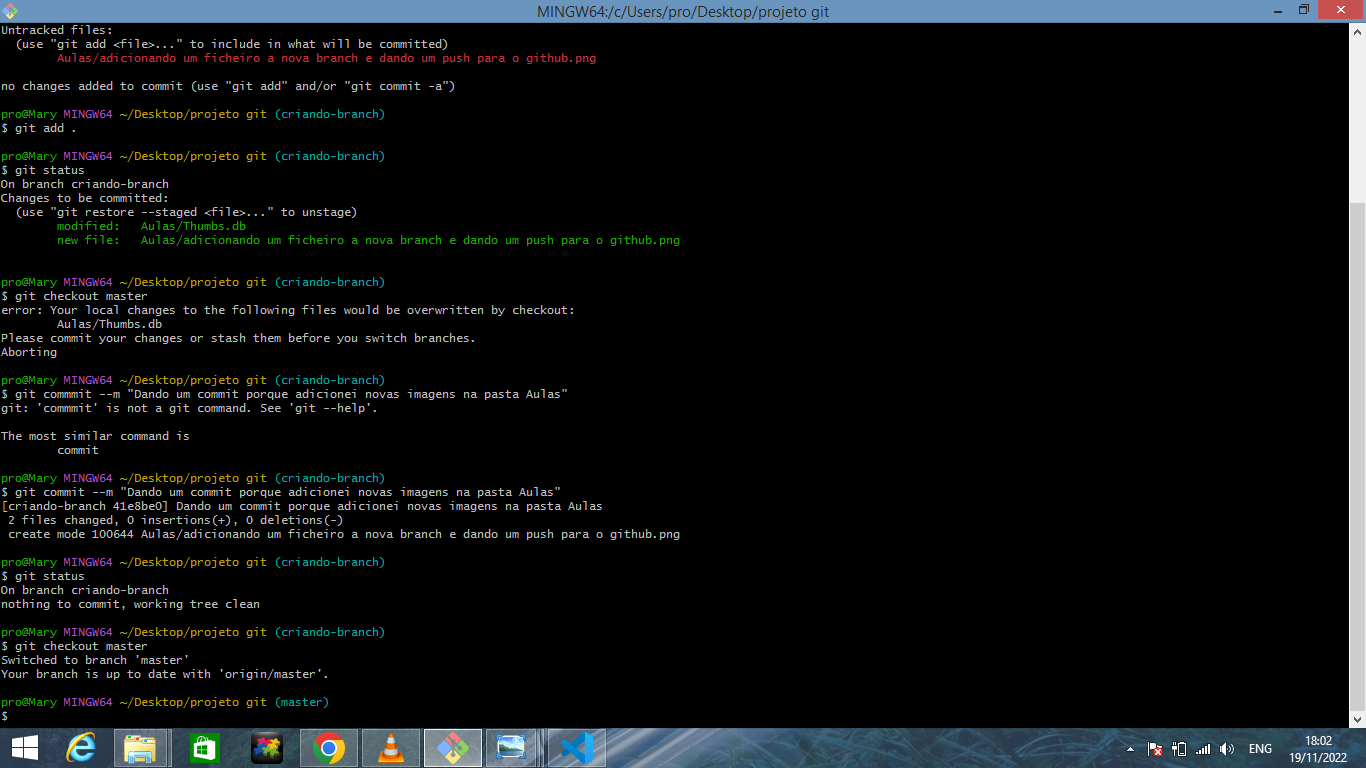 MINGW64:/c/Users/pro/Desktop/projeto git
Untracked files:
(use "git add <file>..." to include in what will be committed)
Aulas/adicionando um ficheiro a nova branch e dando um push para o github.png
no changes added to commit (use "git add" and/or "git commit -a")
pro@Mary MINGW64 ~/Desktop/projeto git (criando-branch)
$ git add .
pro@Mary MINGW64 ~/Desktop/projeto git (criando-branch)
$ git status
On branch criando-branch
Changes to be committed:
(use "git restore --staged <file>..." to unstage)
modified:   Aulas/Thumbs.db
new file:   Aulas/adicionando um ficheiro a nova branch e dando um push para o github.png
pro@Mary MINGW64 ~/Desktop/projeto git (criando-branch)
$ git checkout master
error: Your local changes to the following files would be overwritten by checkout:
Aulas/Thumbs.db
Please commit your changes or stash them before you switch branches.
Aborting
pro@Mary MINGW64 ~/Desktop/projeto git (criando-branch)
$ git commmit --m "Dando um commit porque adicionei novas imagens na pasta Aulas"
git: 'commmit' is not a git command. See 'git --help'.
The most similar command is
commit
pro@Mary MINGW64 ~/Desktop/projeto git (criando-branch)
$ git commit --m "Dando um commit porque adicionei novas imagens na pasta Aulas"
[criando-branch 41e8be0] Dando um commit porque adicionei novas imagens na pasta Aulas
2 files changed, 0 insertions(+), 0 deletions(-)
create mode 100644 Aulas/adicionando um ficheiro a nova branch e dando um push para o github.png
pro@Mary MINGW64 ~/Desktop/projeto git (criando-branch)
$ git status
On branch criando-branch
nothing to commit, working tree clean
pro@Mary MINGW64 ~/Desktop/projeto git (criando-branch)
$ git checkout master
Switched to branch 'master'
Your branch is up to date with 'origin/master'.
pro@Mary MINGW64 ~/Desktop/projeto git (master)
$
ENG
18:02
19/11/2022